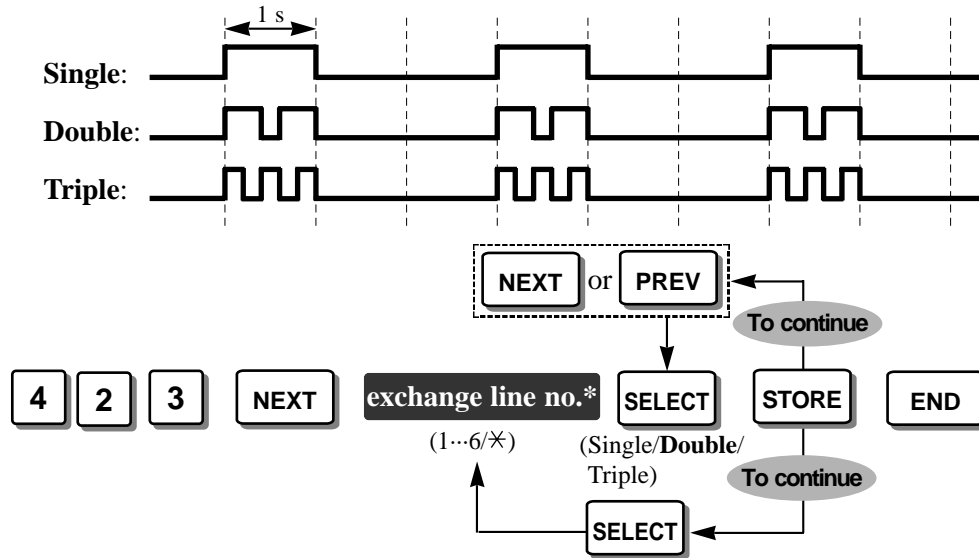 1 s
Single:
Double:
Triple:
NEXT or PREV
To continue
4 2 3 NEXT exchange line no.* SELECT STORE END
(1···6/✳) (Single/Double/
Triple)
To continue
SELECT